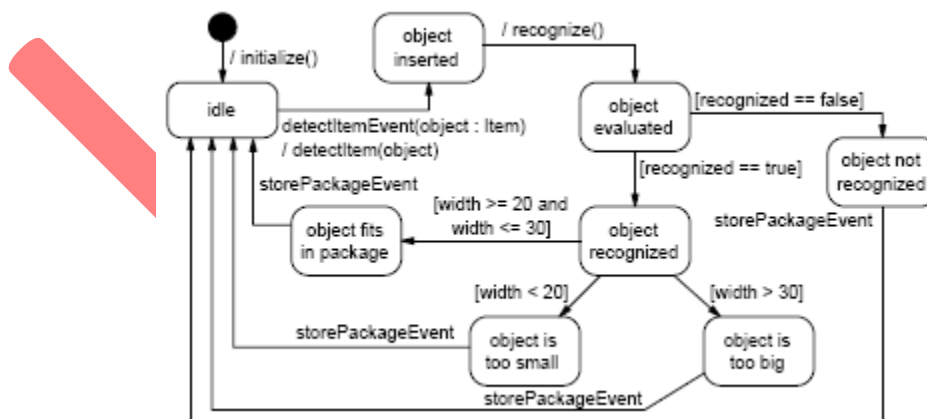 object
inserted
/ initialize()
/ recognize()
idle
detectItemEvent(object : Item)
/ detectItem(object)
object
evaluated
[recognized == false]
object not
recognized
[recognized == true]
storePackageEvent
[width >= 20 and
width <= 30]
object fits
in package
object
recognized
storePackageEvent
[width < 20]
[width > 30]
storePackageEvent
object is
too small
object is
too big
storePackageEvent